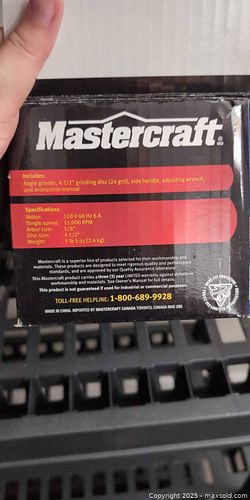 Mastercraft®
MD
Includes:
Angle grinder, 4 1/2" grinding disc (24 grit), side handle, adjusting wrench,
and instruction manual
Specifications
Motor: 120 V 60 Hz 6 A
Single speed: 11,000 RPM
Arbor size: 5/8"
Disc size: 4 1/2"
Weight: 5 lb 5 oz (2.4 kg)
Mastercraft is a superior line of products selected for their workmanship and
materials. These products are designed to meet rigorous quality and performance
standards, and are approved by our Quality Assurance laboratory.
This Mastercraft product carries a three (3) year LIMITED warranty against defects in
workmanship and materials. See Owner's Manual for full details.
This product is not guaranteed if used for industrial or commercial purposes.
TOLL-FREE HELPLINE: 1-800-689-9928
MADE IN CHINA. IMPORTED BY MASTERCRAFT CANADA TORONTO, CANADA M4S 2B8
Copyright © 2025 - maxsold.com